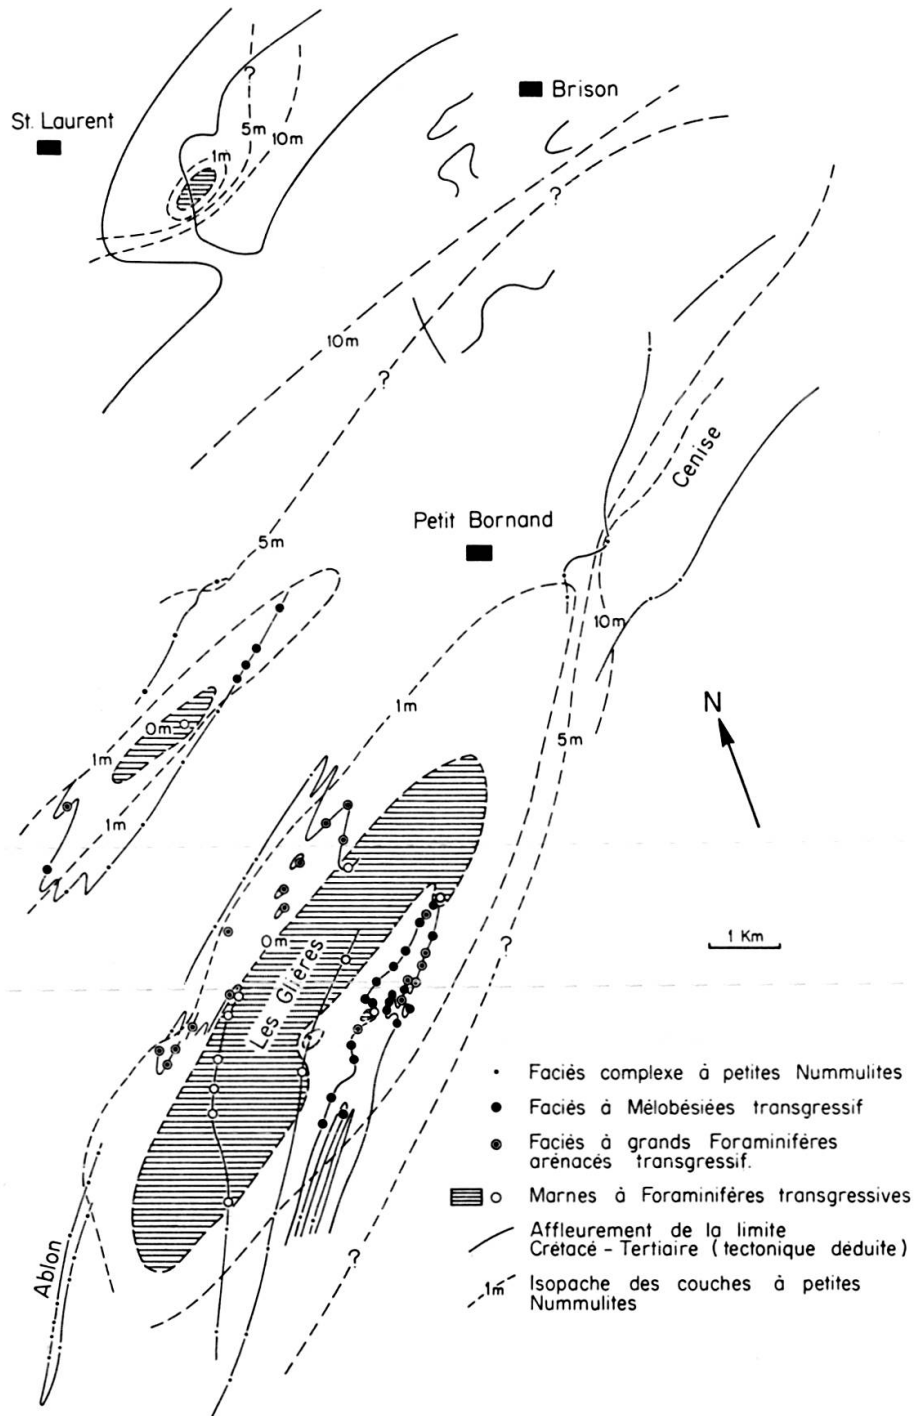 Brison
St. Laurent
?
5m
10m
1m
?
10m
?
Cenise
Petit Bornand
5m
10m
N
1m
Om
5m
1m
1m
1 Km
?
Om
Les Glières
• Faciès complexe à petites Nummulites
Faciès à Mélobésiées transgressif
Faciès à grands Foraminifères
arénacés transgressif.
Marnes à Foraminifères transgressives
Affleurement de la limite
Crétacé - Tertiaire ( tectonique déduite)
1m Isopache des couches à petites
Nummulites
?
Ablon